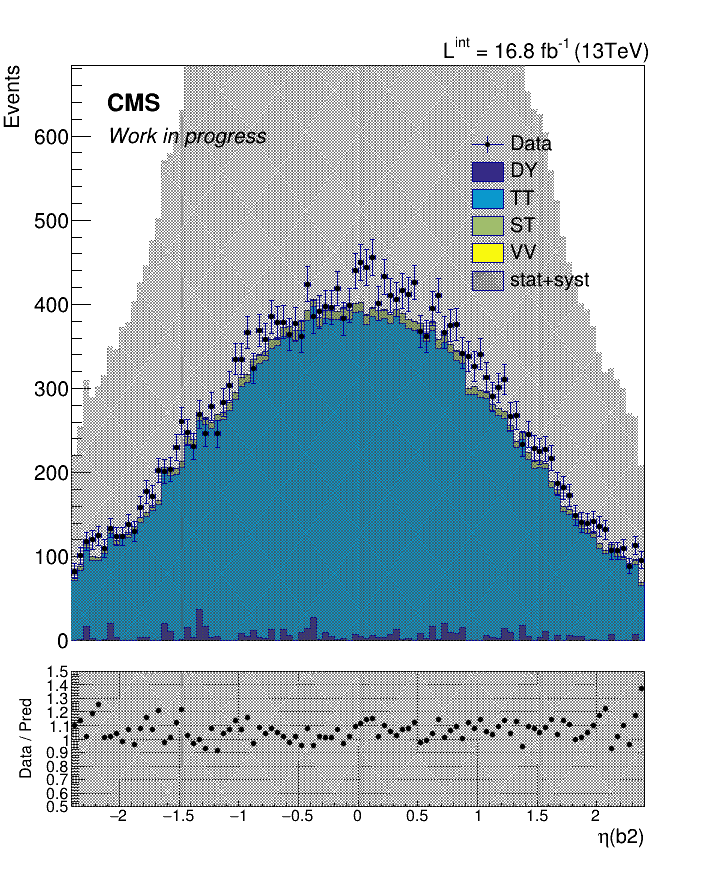 L^int = 16.8 fb^-1 (13TeV)
Events
CMS
Work in progress
600
500
400
300
200
100
0
Data
DY
TT
ST
VV
stat+syst
Data / Pred
1.5
1.4
1.3
1.2
1.1
1
0.9
0.8
0.7
0.6
0.5
−2 −1.5 −1 −0.5 0 0.5 1 1.5 2
η(b2)